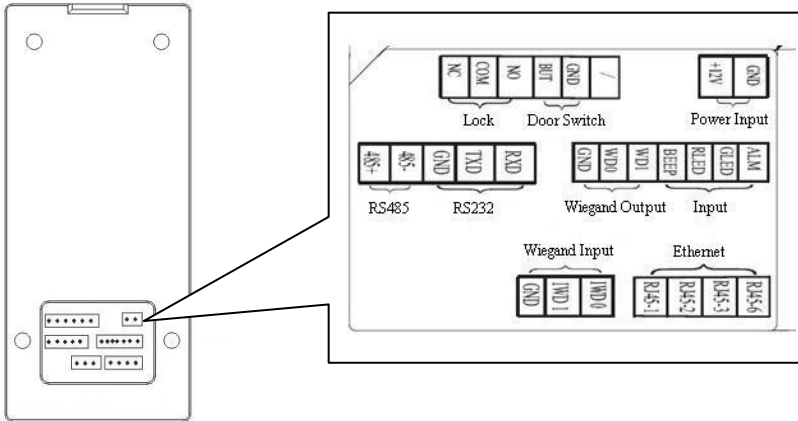 NC COM NO BUT GND / +12V GND
Lock Door Switch Power Input
485+ 485- GND TXD RXD GND WD0 WD1 BEEP RLED GLED ALM
RS485 RS232 Wiegand Output Input
Wiegand Input Ethernet
GND IWD1 IWD0 RJ45-1 RJ45-2 RJ45-3 RJ45-6